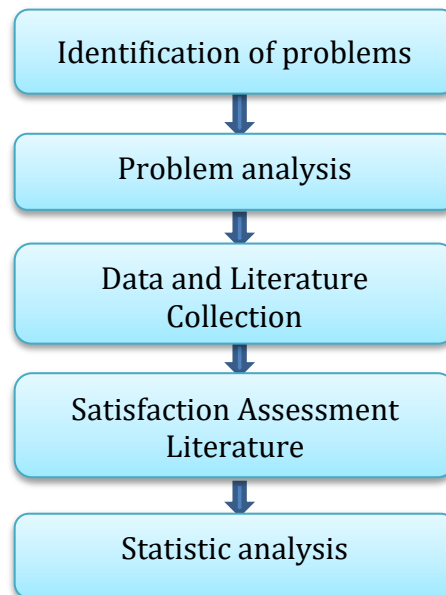 Identification of problems
Problem analysis
Data and Literature
Collection
Satisfaction Assessment
Literature
Statistic analysis